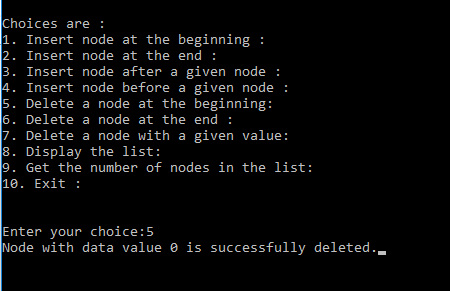 Choices are :
1. Insert node at the beginning :
2. Insert node at the end :
3. Insert node after a given node :
4. Insert node before a given node :
5. Delete a node at the beginning:
6. Delete a node at the end :
7. Delete a node with a given value:
8. Display the list:
9. Get the number of nodes in the list:
10. Exit :
Enter your choice:5
Node with data value 0 is successfully deleted.